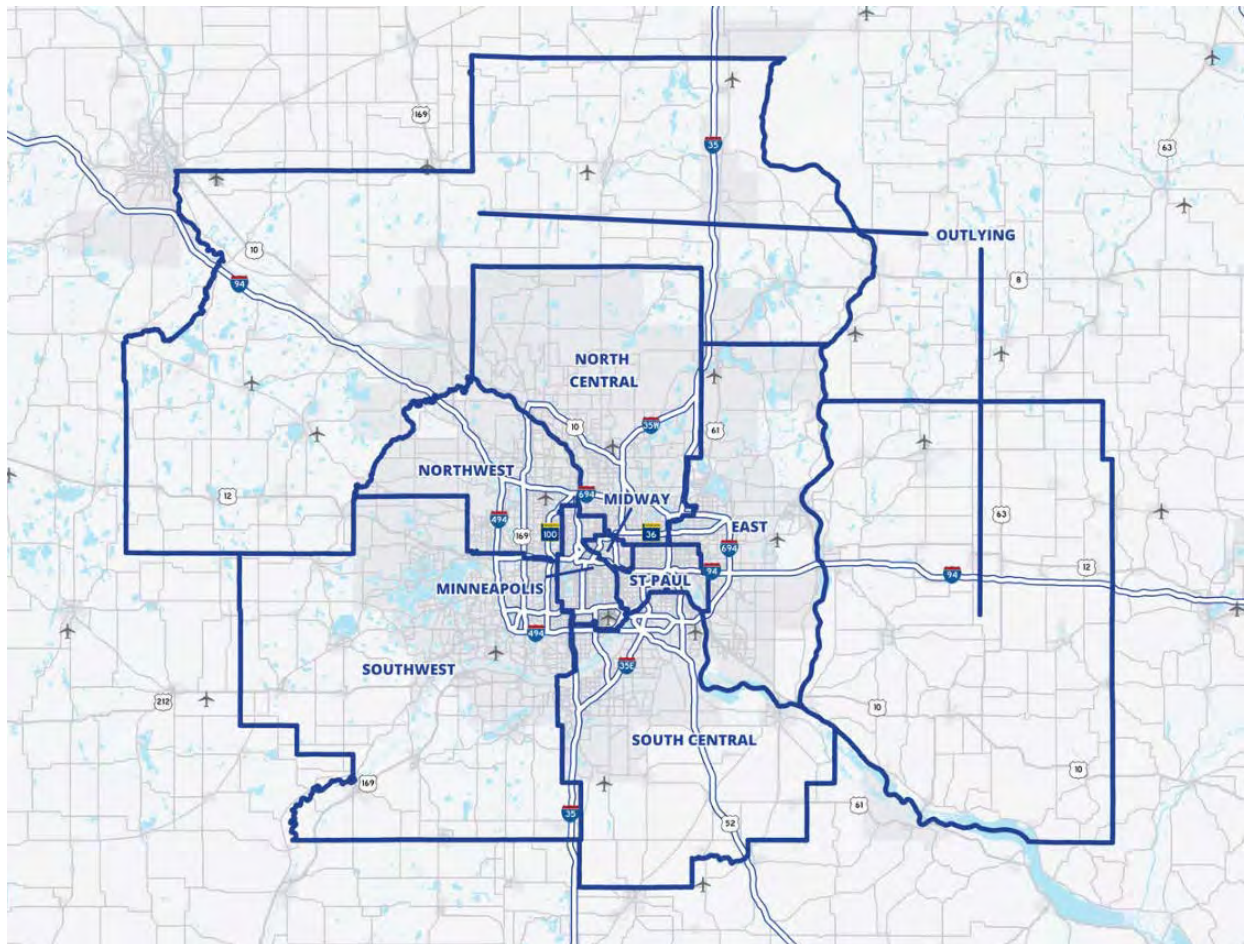 169
35
63
10
OUTLYING
94
8
NORTH
CENTRAL
10
35W
61
NORTHWEST
12
694
MIDWAY
63
494
169
100
36
EAST
694
MINNEAPOLIS
ST PAUL
94
94
12
494
SOUTHWEST
35E
212
10
SOUTH CENTRAL
169
10
35
52
61